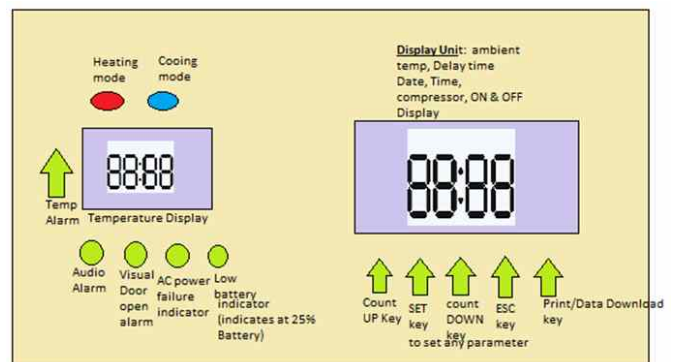 Heating
mode
Cooing
mode
Display Unit: ambient
temp, Delay time
Date, Time,
compressor, ON & OFF
Display
88:88
88:88
Temp
Alarm
Temperature Display
Audio
Alarm
Visual
Door
open
alarm
AC power
failure
indicator
Low
battery
indicator
(indicates at 25%
Battery)
Count
UP Key
SET
key
count
DOWN
key
ESC
key
Print/Data Download
key
to set any parameter